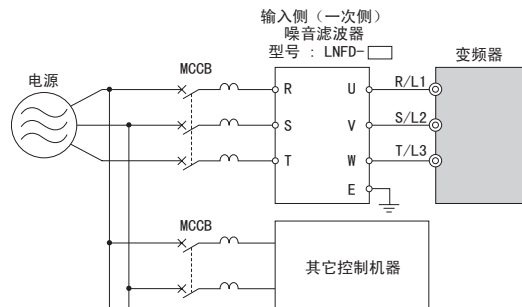 输入侧（一次侧）
噪音滤波器
型号 : LNFD-
变频器
电源
MCCB
R U R/L1
S V S/L2
T W T/L3
E
MCCB
其它控制机器